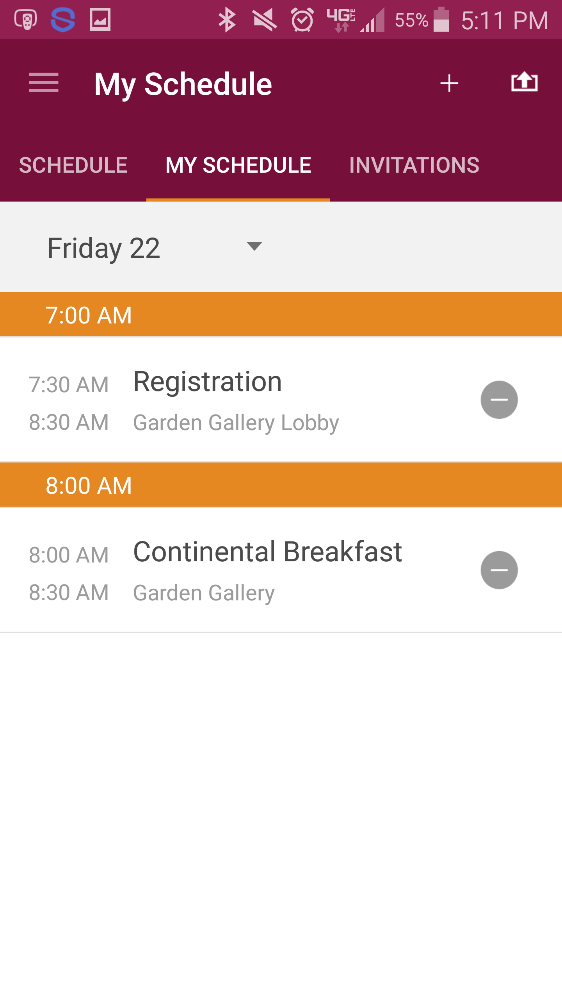 4G LTE 55% 5:11 PM
My Schedule
SCHEDULE MY SCHEDULE INVITATIONS
Friday 22
7:00 AM
7:30 AM Registration
8:30 AM Garden Gallery Lobby
8:00 AM
8:00 AM Continental Breakfast
8:30 AM Garden Gallery